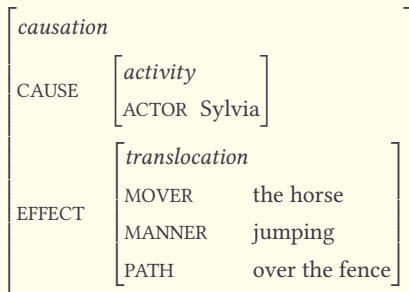 causation
CAUSE
activity
ACTOR Sylvia
EFFECT
translocation
MOVER the horse
MANNER jumping
PATH over the fence